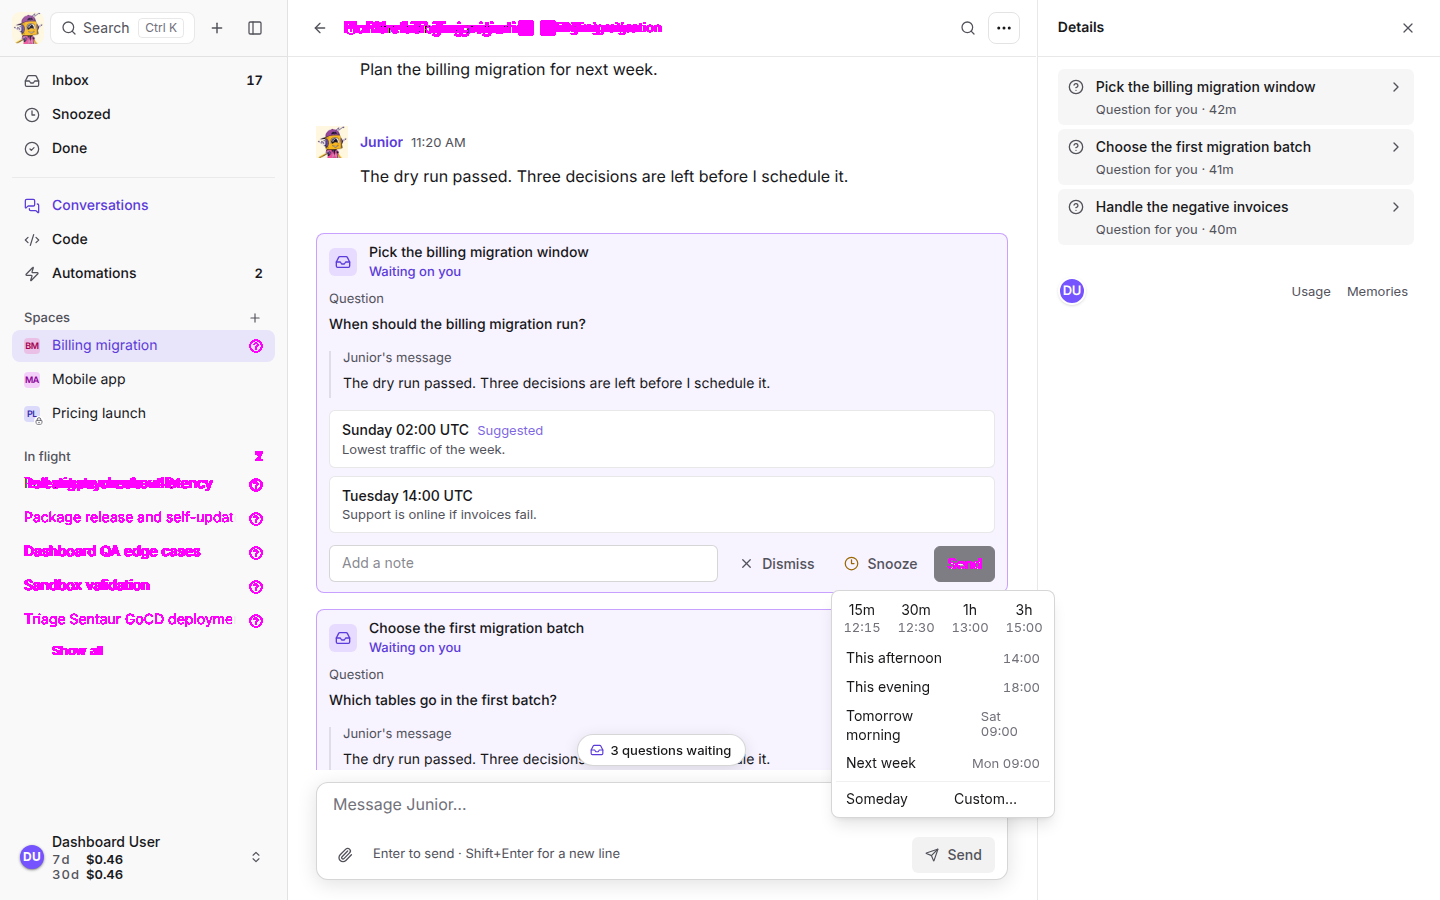 Search Ctrl K
Inbox 17
Snoozed
Done
Conversations
Code
Automations 2
Spaces
BM Billing migration
MA Mobile app
PL Pricing launch
In flight
Package release and self-updat
Dashboard QA edge cases
Sandbox validation
Triage Sentaur GoCD deployme
Show all
DU Dashboard User
7d $0.46
30d $0.46
Plan the billing migration for next week.
Junior 11:20 AM
The dry run passed. Three decisions are left before I schedule it.
Pick the billing migration window
Waiting on you
Question
When should the billing migration run?
Junior's message
The dry run passed. Three decisions are left before I schedule it.
Sunday 02:00 UTC Suggested
Lowest traffic of the week.
Tuesday 14:00 UTC
Support is online if invoices fail.
Add a note Dismiss Snooze Send
Choose the first migration batch
Waiting on you
Question
Which tables go in the first batch?
Junior's message
The dry run passed. Three decisions le it.
3 questions waiting
15m 30m 1h 3h
12:15 12:30 13:00 15:00
This afternoon 14:00
This evening 18:00
Tomorrow morning Sat 09:00
Next week Mon 09:00
Someday Custom...
Message Junior...
Enter to send · Shift+Enter for a new line Send
Details
Pick the billing migration window
Question for you · 42m
Choose the first migration batch
Question for you · 41m
Handle the negative invoices
Question for you · 40m
DU Usage Memories